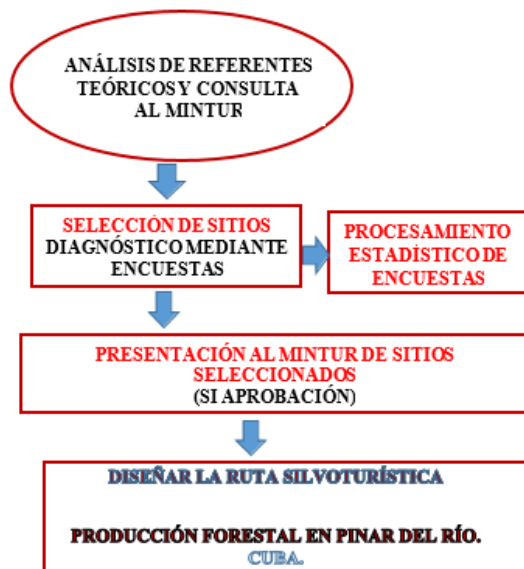 ANÁLISIS DE REFERENTES
TEÓRICOS Y CONSULTA
AL MINTUR
SELECCIÓN DE SITIOS
DIAGNÓSTICO MEDIANTE
ENCUESTAS
PROCESAMIENTO
ESTADÍSTICO DE
ENCUESTAS
PRESENTACIÓN AL MINTUR DE SITIOS
SELECCIONADOS
(SI APROBACIÓN)
DISEÑAR LA RUTA SILVOTURÍSTICA
PRODUCCIÓN FORESTAL EN PINAR DEL RÍO.
CUBA.